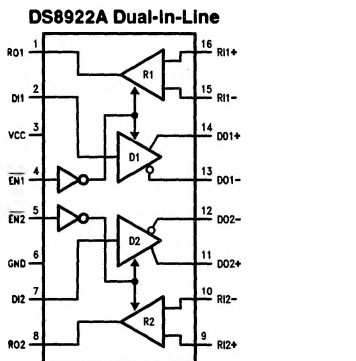 DS8922A Dual-In-Line
RO1 1 R1 16 RI1+
DI1 2 15 RI1-
VCC 3 14 DO1+
EN1 4 D1 13 DO1-
EN2 5 12 DO2-
GND 6 D2 11 DO2+
DI2 7 10 RI2-
RO2 8 R2 9 RI2+